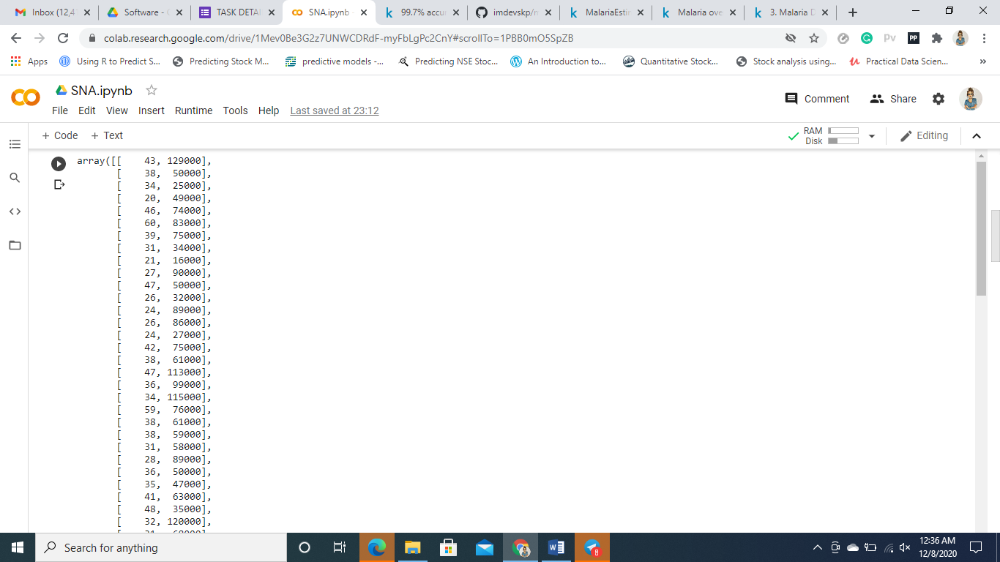 Inbox (12,4
Software - 
TASK DETAI
SNA.ipynb
99.7% accu
imdevskp/
MalariaEstin
Malaria ove
3. Malaria D
colab.research.google.com/drive/1Mev0Be3G2z7UNWCDRdF-myFbLgPc2CnY#scrollTo=1PBB0mO5SpZB
Pv
PP
Apps
Using R to Predict S...
Predicting Stock M...
predictive models -...
Predicting NSE Stoc...
An Introduction to...
Quantitative Stock...
Stock analysis using...
Practical Data Scien...
»
SNA.ipynb
File Edit View Insert Runtime Tools Help Last saved at 23:12
Comment
Share
+ Code + Text
RAM
Disk
Editing
array([[ 43, 129000],
[ 38, 50000],
[ 34, 25000],
[ 20, 49000],
[ 46, 74000],
[ 60, 83000],
[ 39, 75000],
[ 31, 34000],
[ 21, 16000],
[ 27, 90000],
[ 47, 50000],
[ 26, 32000],
[ 24, 89000],
[ 26, 86000],
[ 24, 27000],
[ 42, 75000],
[ 38, 61000],
[ 47, 113000],
[ 36, 99000],
[ 34, 115000],
[ 59, 76000],
[ 38, 61000],
[ 38, 59000],
[ 31, 58000],
[ 28, 89000],
[ 36, 50000],
[ 35, 47000],
[ 41, 63000],
[ 48, 35000],
[ 32, 120000],
Search for anything
8
12:36 AM
12/8/2020